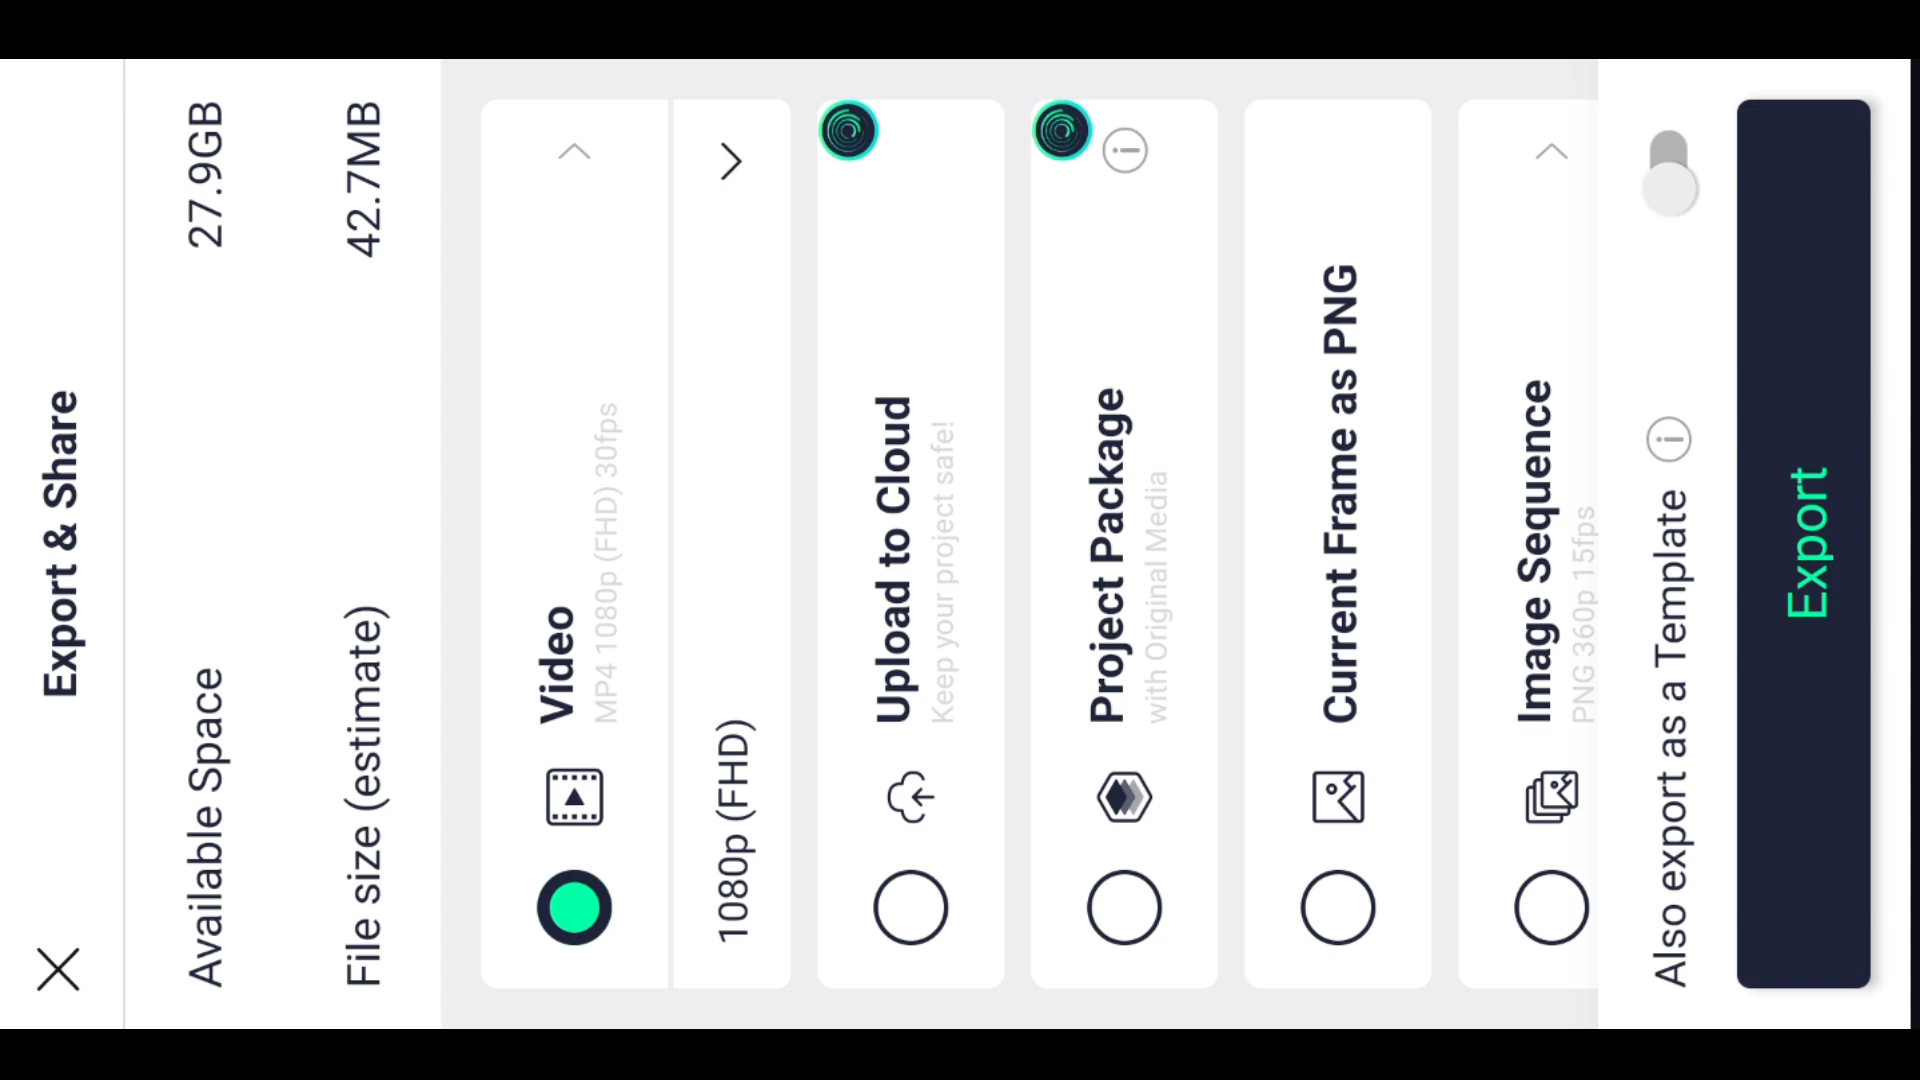 Export & Share
Available Space 27.9GB
File size (estimate) 42.7MB
Video
MP4 1080p (FHD) 30fps
1080p (FHD)
Upload to Cloud
Keep your project safe!
Project Package
with Original Media
Current Frame as PNG
Image Sequence
PNG 360p 15fps
Also export as a Template
Export